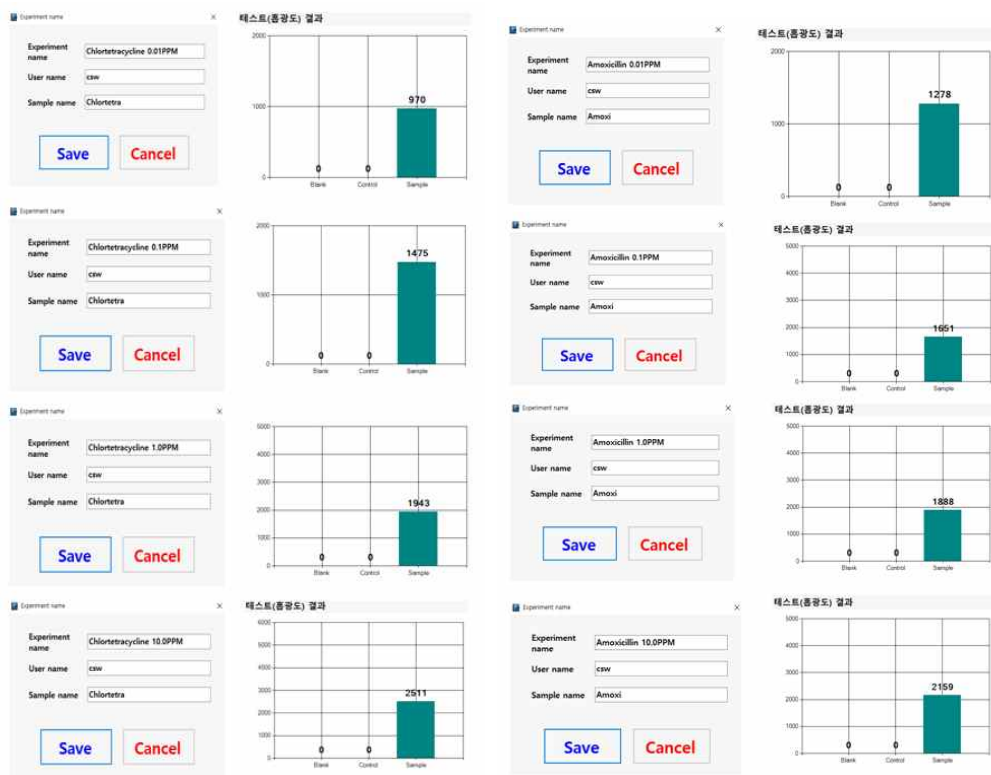 Experiment name
Experiment name
Chlortetracycline 0.01PPM
User name
csw
Sample name
Chlortetra
Save
Cancel
테스트(흡광도) 결과
2000
1000
0
970
0
0
Blank
Control
Sample
Experiment name
Experiment name
Amoxicillin 0.01PPM
User name
csw
Sample name
Amoxi
Save
Cancel
테스트(흡광도) 결과
2000
1000
0
1278
0
0
Blank
Control
Sample
Experiment name
Experiment name
Chlortetracycline 0.1PPM
User name
csw
Sample name
Chlortetra
Save
Cancel
2000
1000
0
1475
0
0
Blank
Control
Sample
Experiment name
Experiment name
Amoxicillin 0.1PPM
User name
csw
Sample name
Amoxi
Save
Cancel
테스트(흡광도) 결과
5000
4000
3000
2000
1000
0
1651
0
0
Blank
Control
Sample
Experiment name
Experiment name
Chlortetracycline 1.0PPM
User name
csw
Sample name
Chlortetra
Save
Cancel
5000
4000
3000
2000
1000
0
1943
0
0
Blank
Control
Sample
Experiment name
Experiment name
Amoxicillin 1.0PPM
User name
csw
Sample name
Amoxi
Save
Cancel
테스트(흡광도) 결과
5000
4000
3000
2000
1000
0
1888
0
0
Blank
Control
Sample
Experiment name
Experiment name
Chlortetracycline 10.0PPM
User name
csw
Sample name
Chlortetra
Save
Cancel
테스트(흡광도) 결과
6000
5000
4000
3000
2000
1000
0
2511
0
0
Blank
Control
Sample
Experiment name
Experiment name
Amoxicillin 10.0PPM
User name
csw
Sample name
Amoxi
Save
Cancel
테스트(흡광도) 결과
5000
4000
3000
2000
1000
0
2159
0
0
Blank
Control
Sample